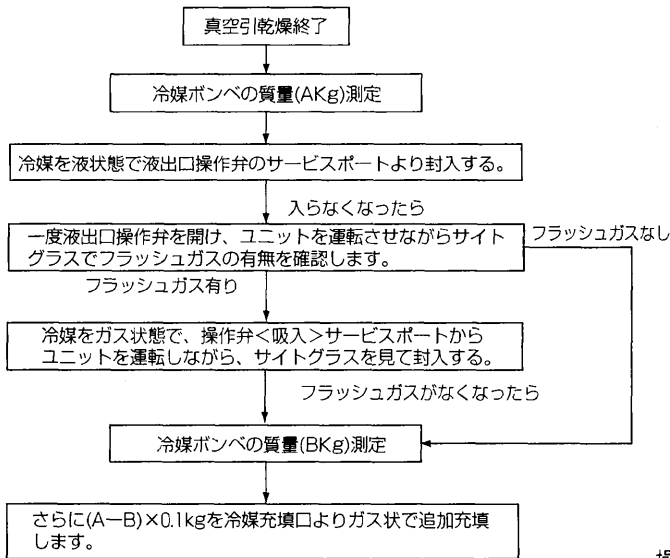 真空引乾燥終了
冷媒ボンベの質量(AKg)測定
冷媒を液状態で液出口操作弁のサービスポートより封入する。
入らなくなったら
一度液出口操作弁を開け、ユニットを運転させながらサイト
グラスでフラッシュガスの有無を確認します。
フラッシュガスなし
フラッシュガス有り
冷媒をガス状態で、操作弁<吸入>サービスポートから
ユニットを運転しながら、サイトグラスを見て封入する。
フラッシュガスがなくなったら
冷媒ボンベの質量(BKg)測定
さらに(A−B)×0.1kgを冷媒充填口よりガス状で追加充填
します。